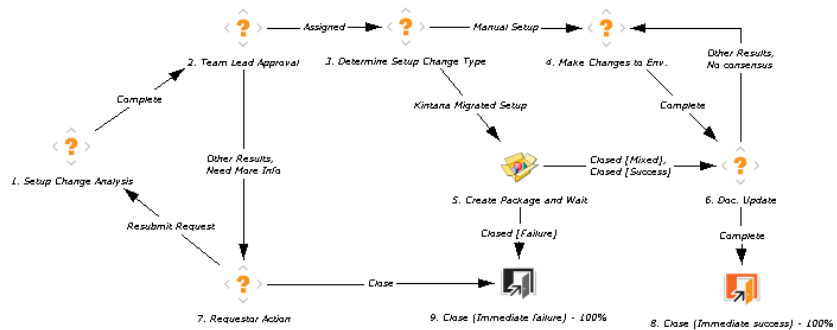 Assigned
Manual Setup
2. Team Lead Approval
3. Determine Setup Change Type
4. Make Changes to Env.
Other Results,
No consensus
Complete
Kintana Migrated Setup
Complete
1. Setup Change Analysis
Other Results,
Need More Info
Closed [Mixed],
Closed [Success]
5. Create Package and Wait
6. Doc. Update
Resubmit Request
Closed [Failure]
Complete
Close
7. Requestor Action
9. Close (Immediate failure) - 100%
8. Close (Immediate success) - 100%